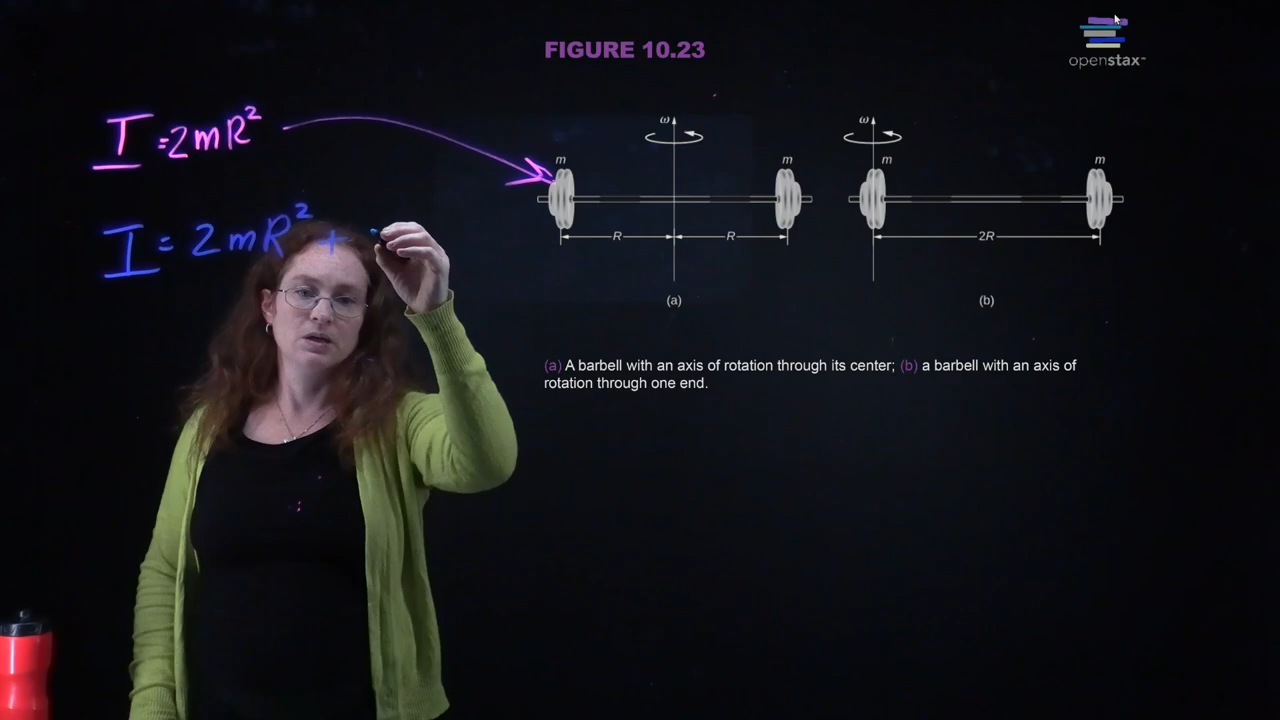 FIGURE 10.23
openstax™
I = 2mR²
I = 2mR² +
ω
ω
m
m
m
m
R
R
2R
(a)
(b)
(a) A barbell with an axis of rotation through its center; (b) a barbell with an axis of
rotation through one end.